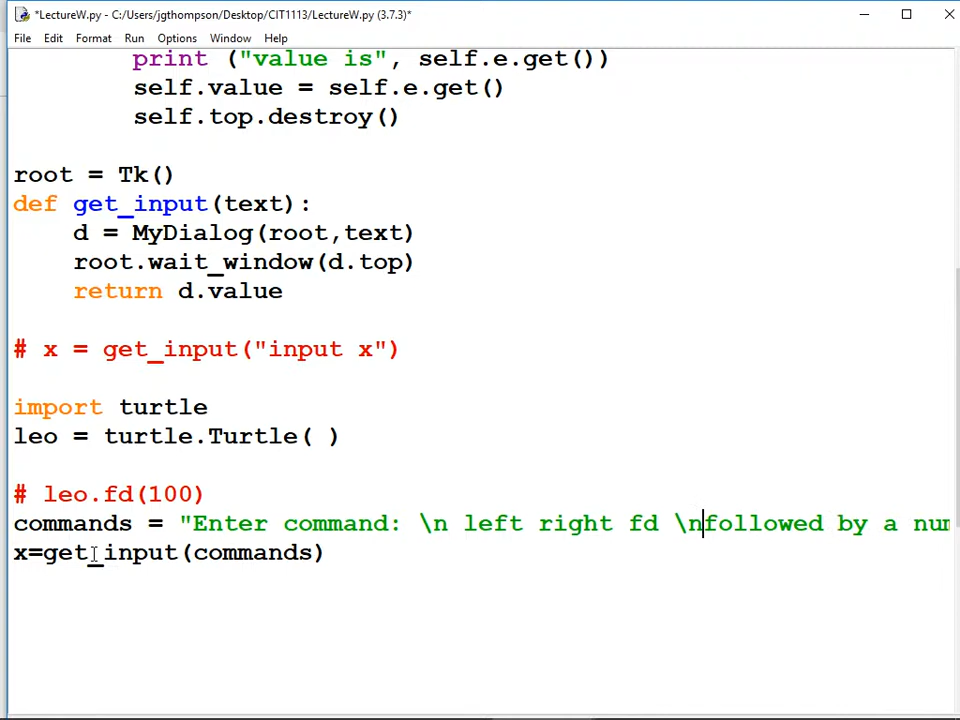 *LectureW.py - C:/Users/jgthompson/Desktop/CIT1113/LectureW.py (3.7.3)*
File Edit Format Run Options Window Help
print ("value is", self.e.get())
self.value = self.e.get()
self.top.destroy()
root = Tk()
def get_input(text):
d = MyDialog(root,text)
root.wait_window(d.top)
return d.value
# x = get_input("input x")
import turtle
leo = turtle.Turtle( )
# leo.fd(100)
commands = "Enter command: \n left right fd \nfollowed by a
x=get_input(commands)